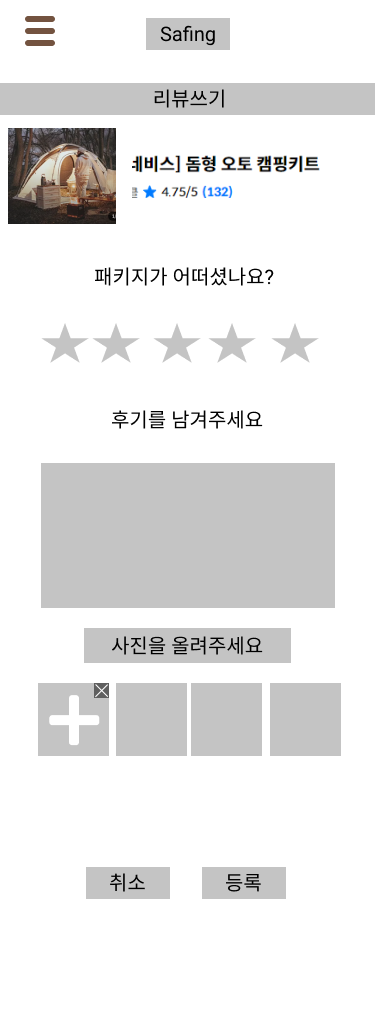 Safing
리뷰쓰기
네비스] 돔형 오토 캠핑키트
4.75/5 (132)
패키지가 어떠셨나요?
후기를 남겨주세요
사진을 올려주세요
취소 등록